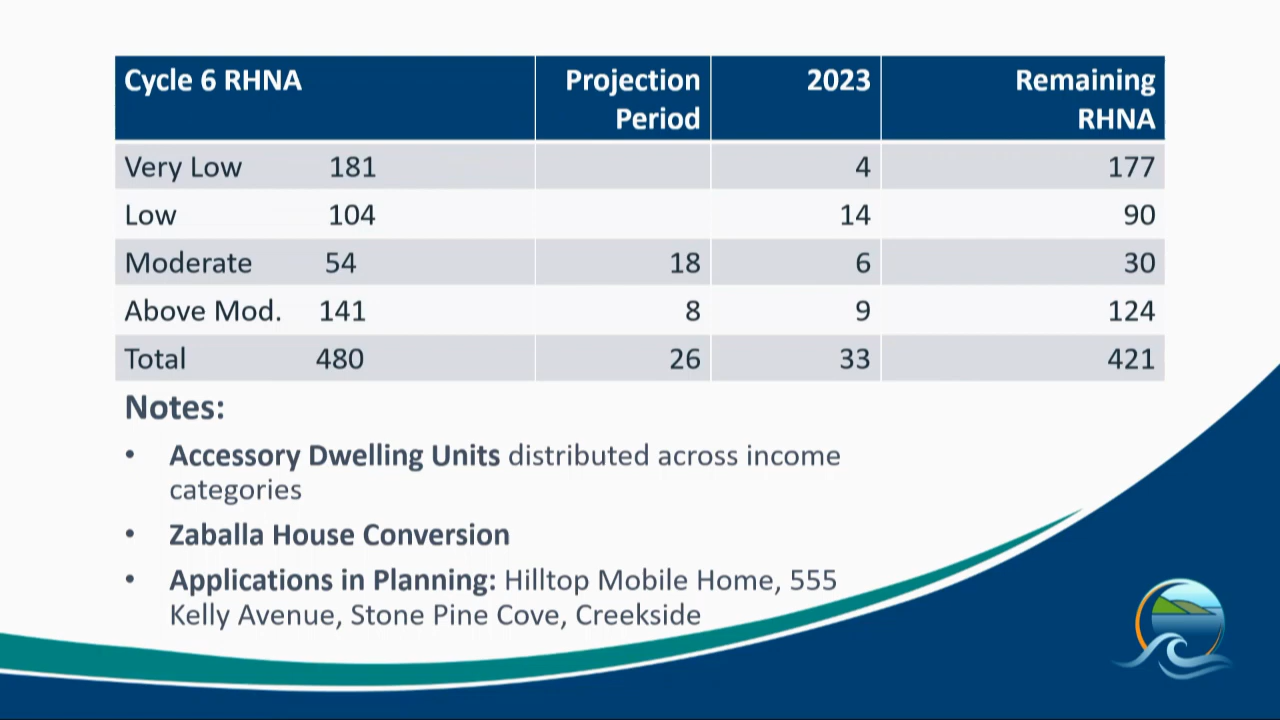 Cycle 6 RHNA Projection Period 2023 Remaining RHNA
Very Low 181 4 177
Low 104 14 90
Moderate 54 18 6 30
Above Mod. 141 8 9 124
Total 480 26 33 421
Notes:
• Accessory Dwelling Units distributed across income
categories
• Zaballa House Conversion
• Applications in Planning: Hilltop Mobile Home, 555
Kelly Avenue, Stone Pine Cove, Creekside